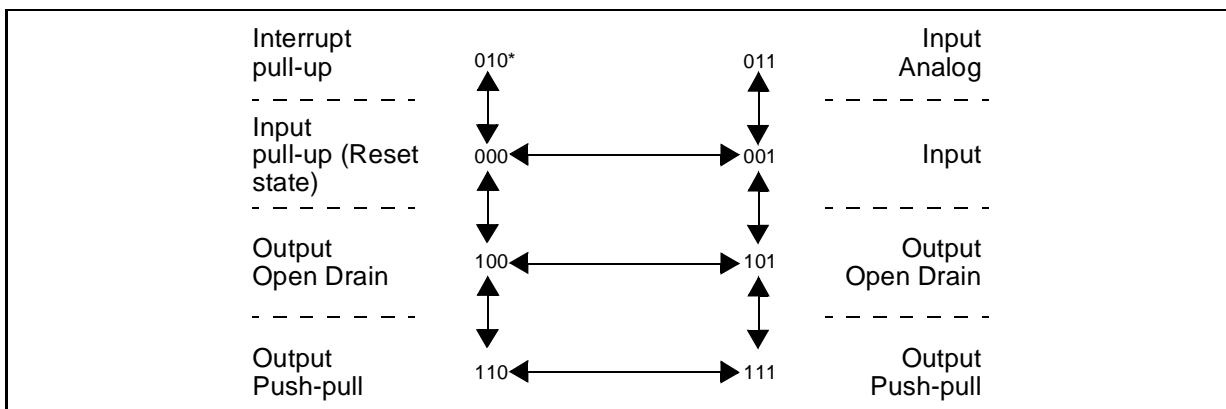 Interrupt
pull-up
010*
011
Input
Analog
Input
pull-up (Reset
state)
000
001
Input
Output
Open Drain
100
101
Output
Open Drain
Output
Push-pull
110
111
Output
Push-pull